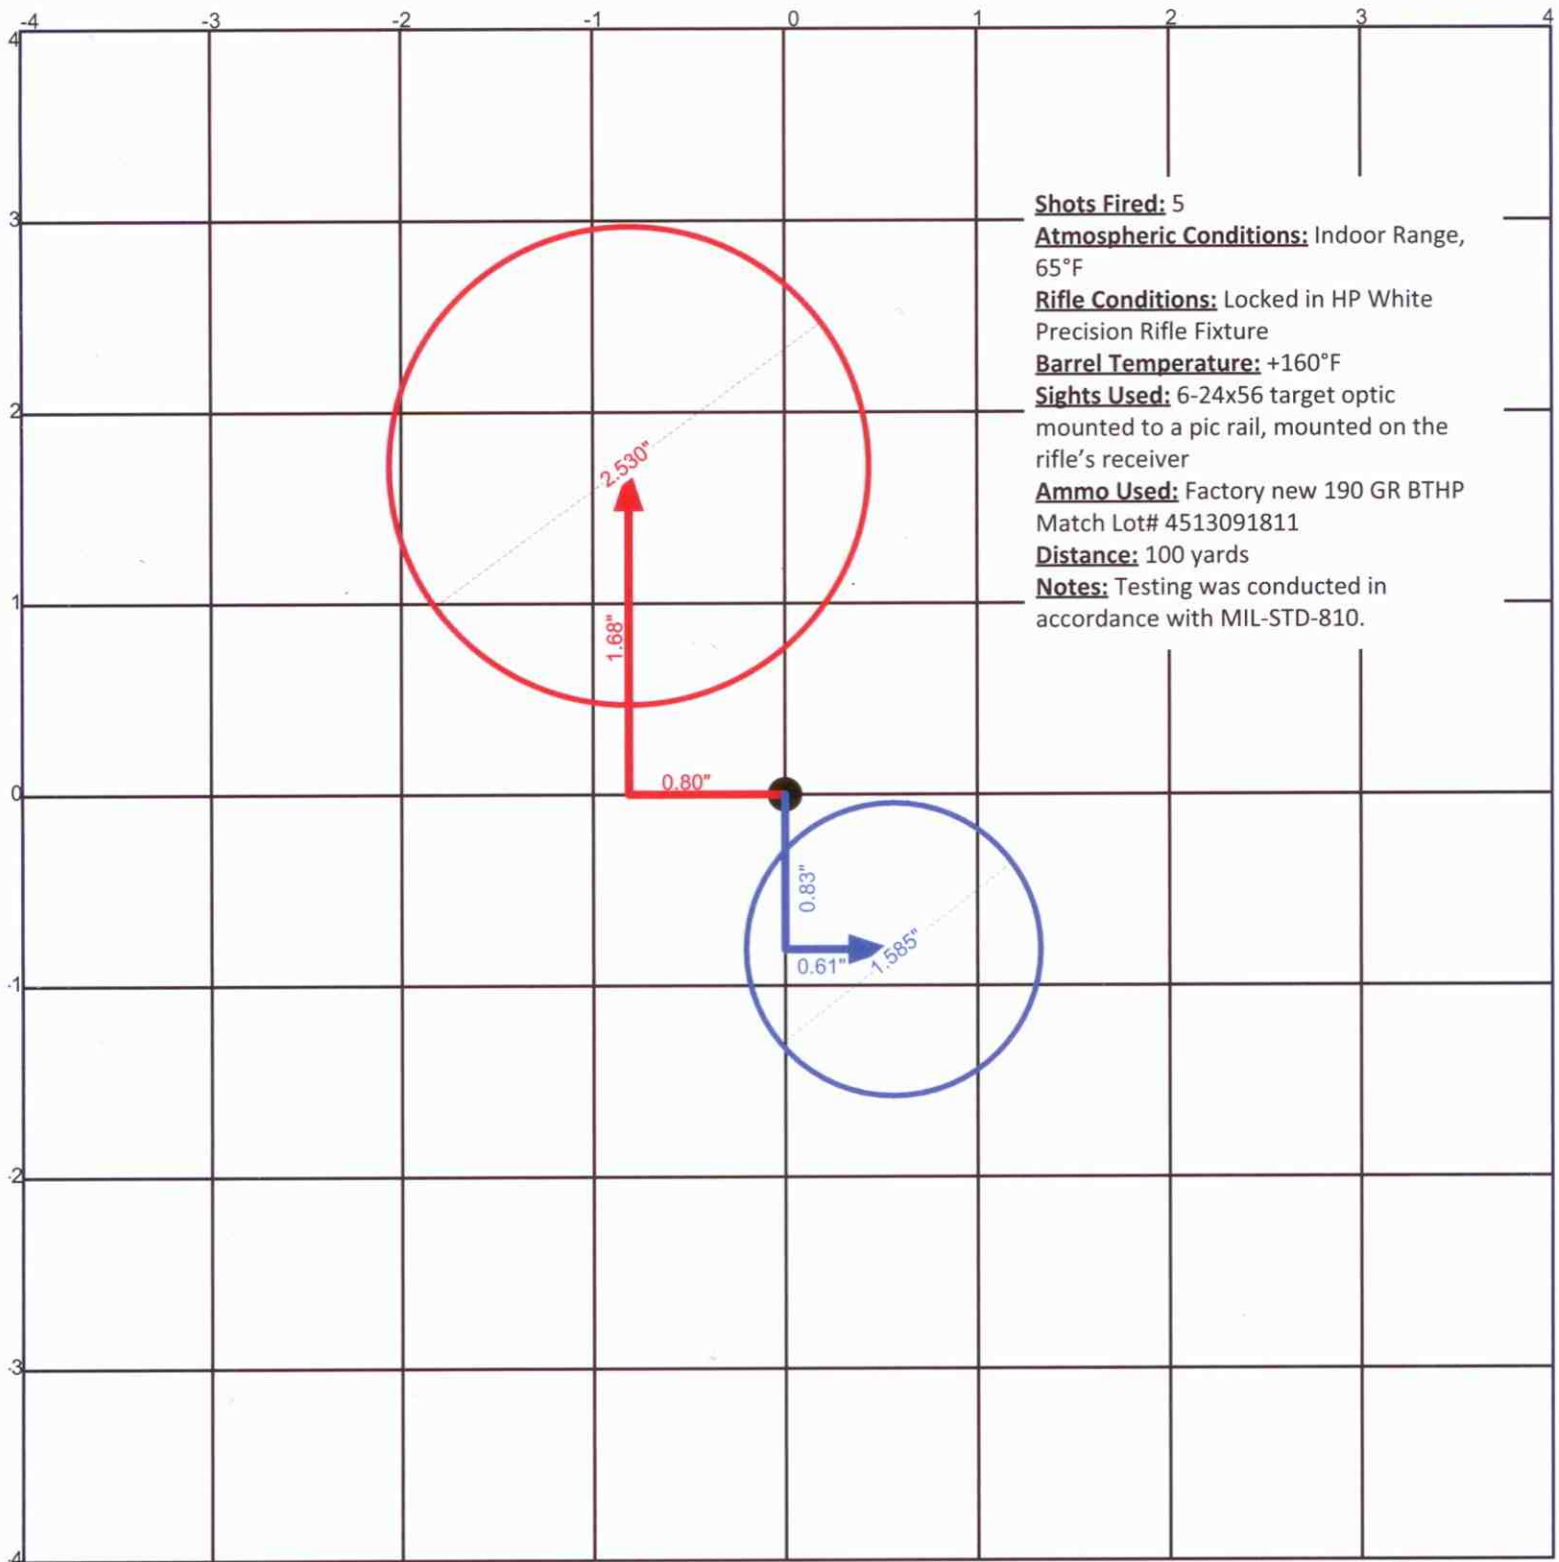 -4 -3 -2 -1 0 1 2 3 4
4
3
Shots Fired: 5
Atmospheric Conditions: Indoor Range,
65°F
Rifle Conditions: Locked in HP White
Precision Rifle Fixture
Barrel Temperature: +160°F
Sights Used: 6-24x56 target optic
mounted to a pic rail, mounted on the
rifle's receiver
Ammo Used: Factory new 190 GR BTHP
Match Lot# 4513091811
Distance: 100 yards
Notes: Testing was conducted in
accordance with MIL-STD-810.
2
2.530"
1
1.68"
0.80"
0
0.83"
1.585"
0.61"
-1
-2
-3
-4